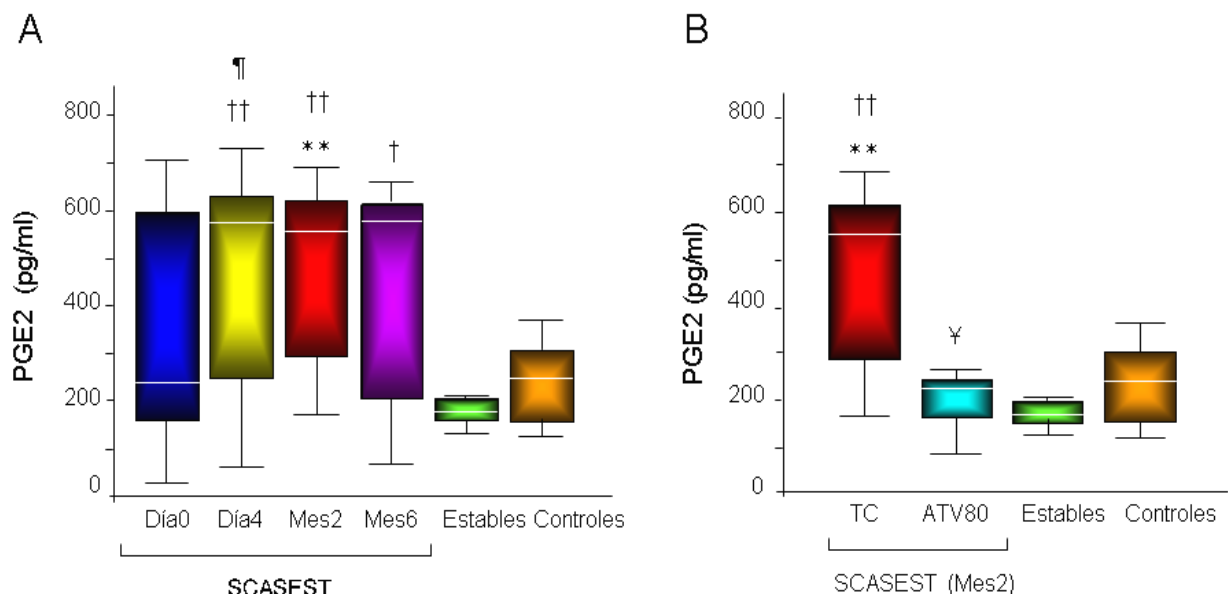 A
¶
††
††
**
†
800
600
400
200
0
PGE2 (pg/ml)
Día0 Día4 Mes2 Mes6 Estables Controles
SCASEST
B
††
**
¥
800
600
400
200
0
PGE2 (pg/ml)
TC ATV80 Estables Controles
SCASEST (Mes2)